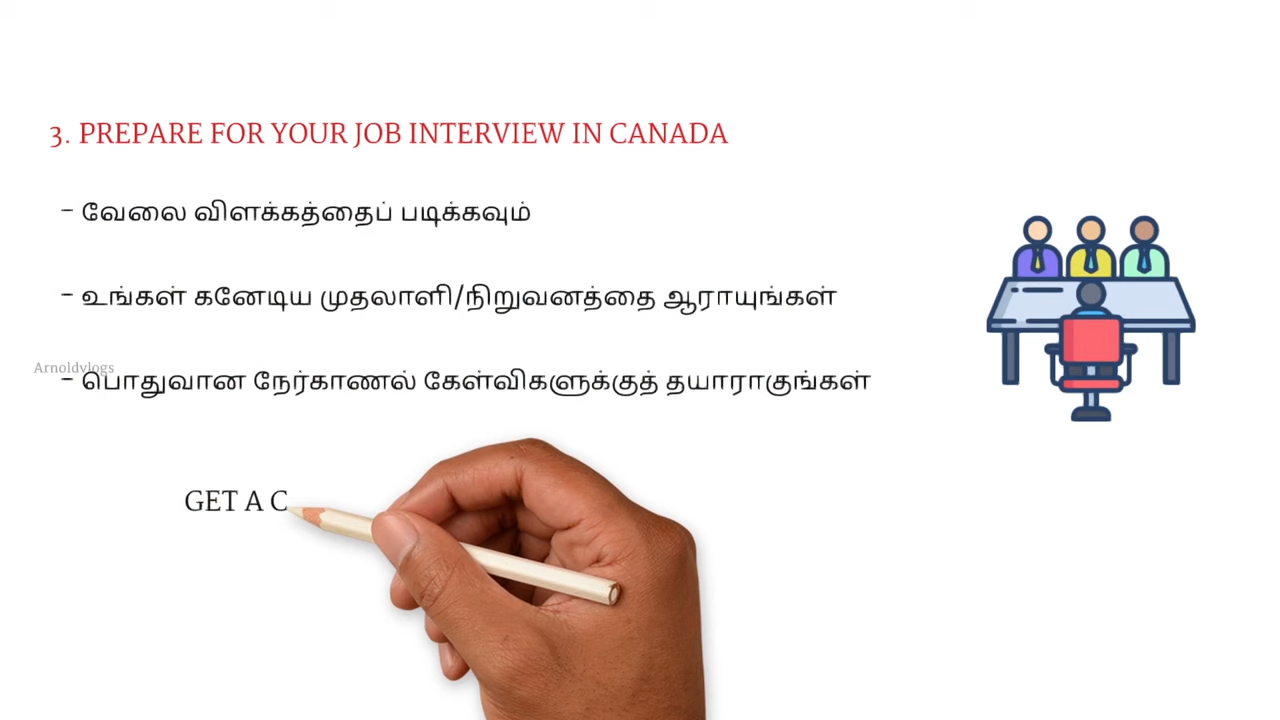 3. PREPARE FOR YOUR JOB INTERVIEW IN CANADA
- வேலை விளக்கத்தைப் படிக்கவும்
- உங்கள் கனேடிய முதலாளி/நிறுவனத்தை ஆராயுங்கள்
Arnoldvlogs
- பொதுவான நேர்காணல் கேள்விகளுக்குத் தயாராகுங்கள்
GET A C